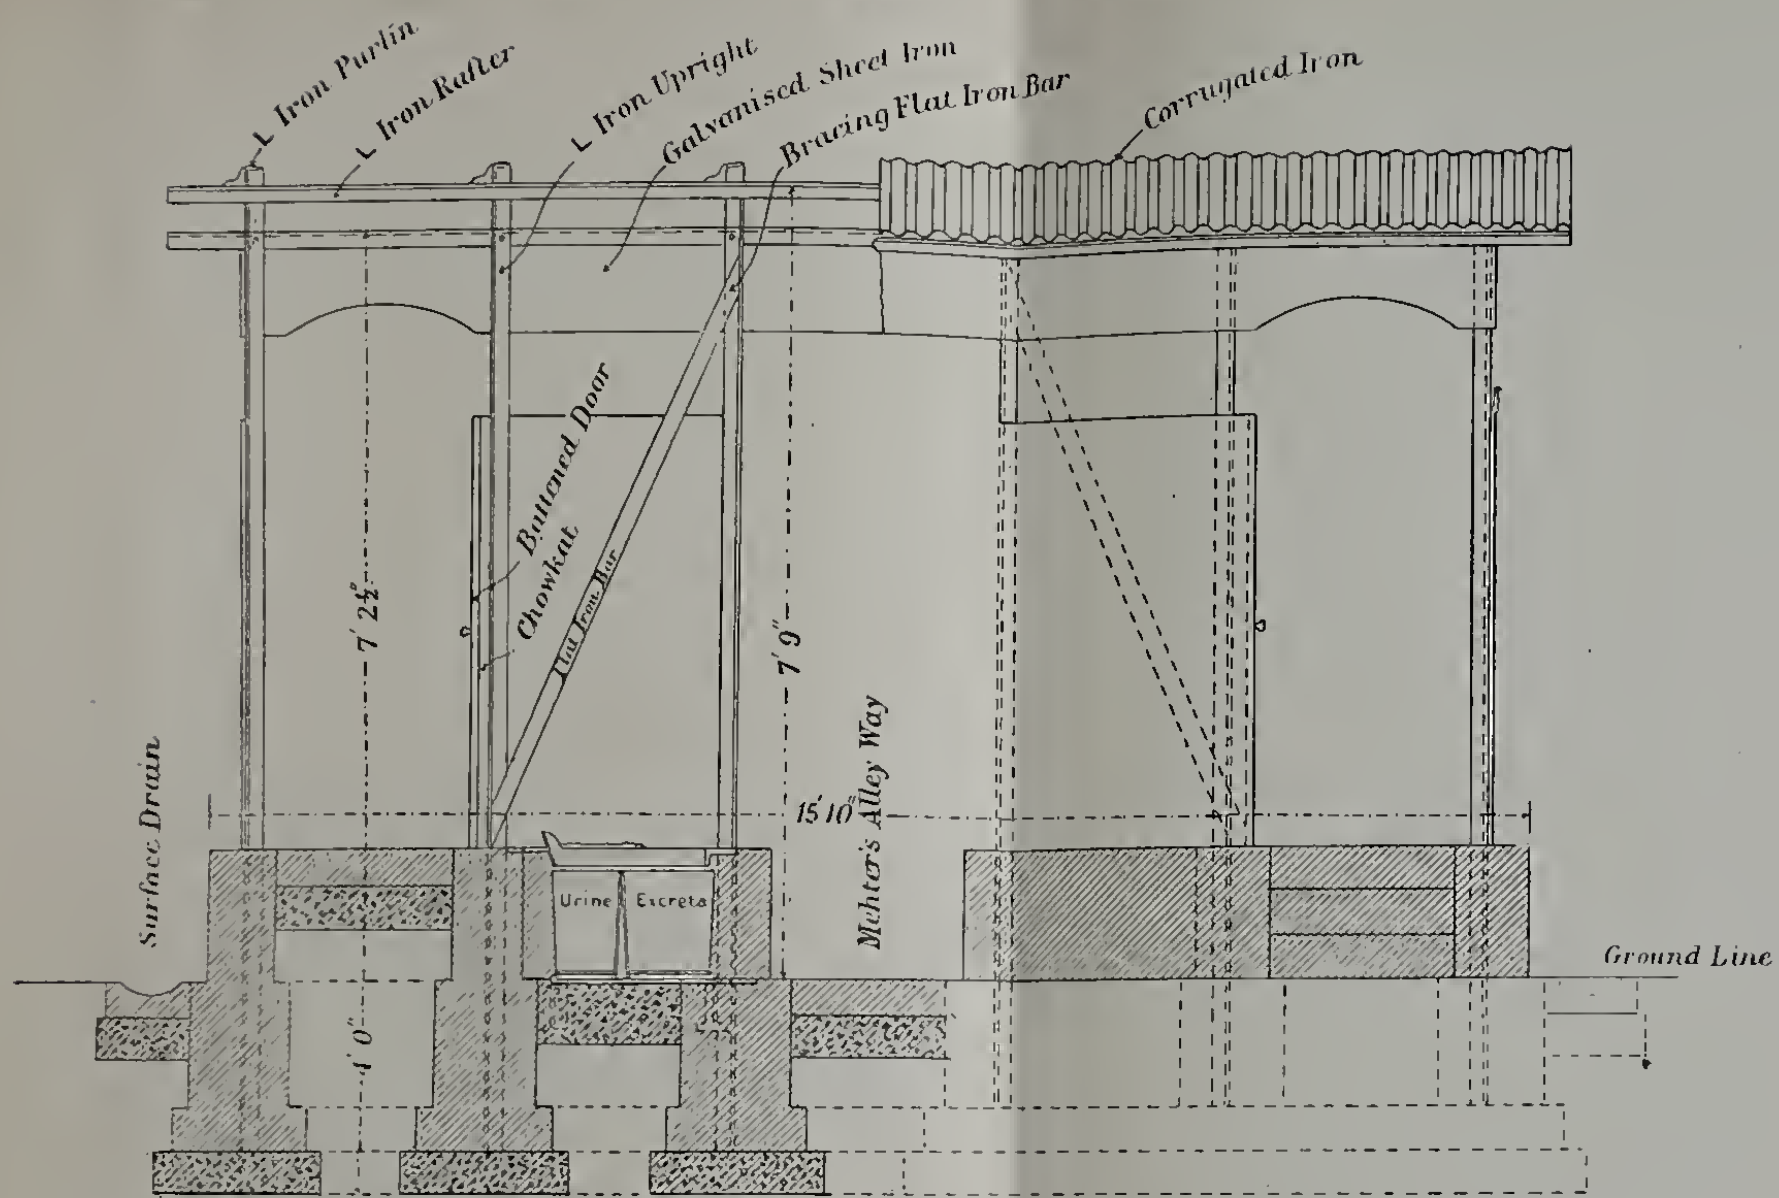 L Iron Purlin
L Iron Rafter
L Iron Upright
Galvanised Sheet Iron
Bracing Flat Iron Bar
Corrugated Iron
Battened Door
Chowkat
Flat Iron Bar
7' 2½"
7' 9"
15' 10"
Mehter's Alley Way
Surface Drain
Urine
Excreta
Ground Line
4' 0"